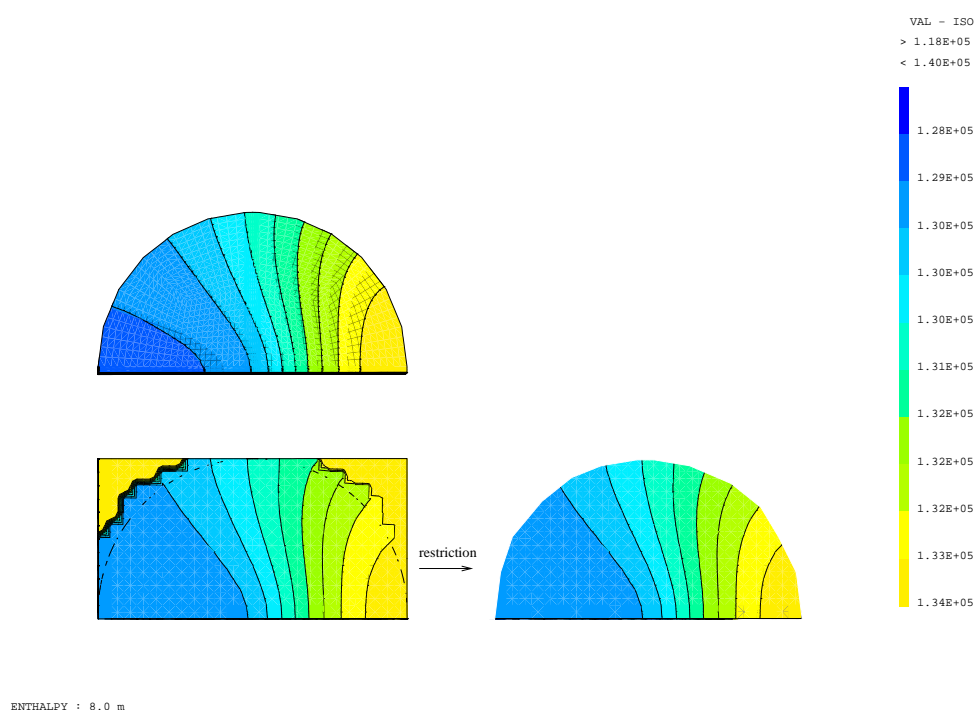 VAL - ISO
> 1.18E+05
< 1.40E+05
1.28E+05
1.29E+05
1.30E+05
1.30E+05
1.30E+05
1.31E+05
1.32E+05
1.32E+05
1.32E+05
1.33E+05
1.34E+05
restriction
ENTHALPY : 8.0 m